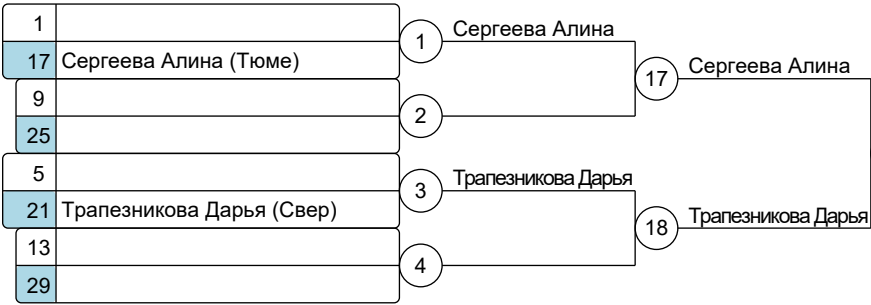 1
17 Сергеева Алина (Тюме)
9
25
5
21 Трапезникова Дарья (Свер)
13
29
1 Сергеева Алина
2
3 Трапезникова Дарья
4
17 Сергеева Алина
18 Трапезникова Дарья